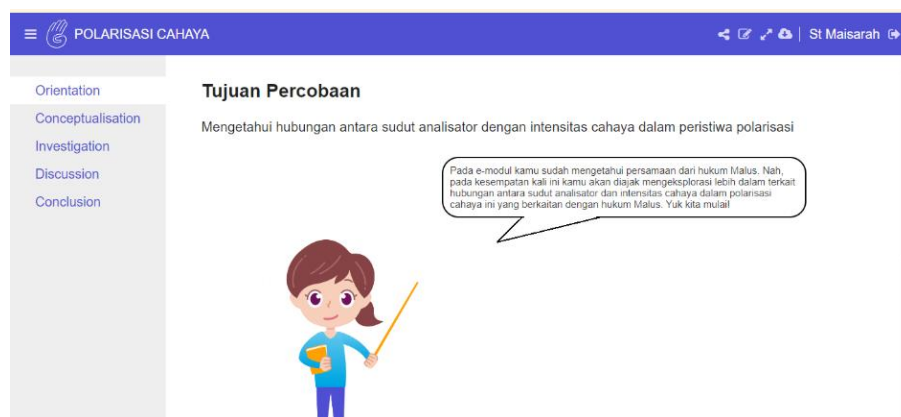 POLARISASI CAHAYA
St Maisarah
Orientation
Conceptualisation
Investigation
Discussion
Conclusion
Tujuan Percobaan
Mengetahui hubungan antara sudut analisator dengan intensitas cahaya dalam peristiwa polarisasi
Pada e-modul kamu sudah mengetahui persamaan dari hukum Malus. Nah,
pada kesempatan kali ini kamu akan diajak mengeksplorasi lebih dalam terkait
hubungan antara sudut analisator dan intensitas cahaya dalam polarisasi
cahaya ini yang berkaitan dengan hukum Malus. Yuk kita mulai!